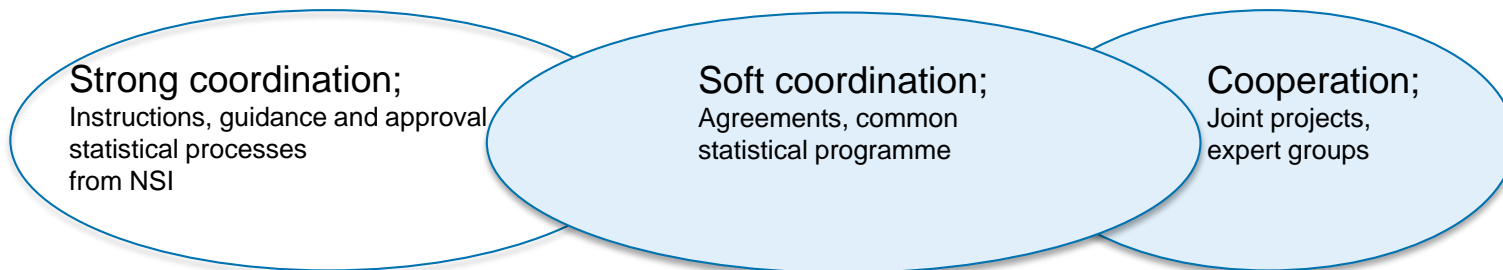 Strong coordination;
Instructions, guidance and approval
statistical processes
from NSI
Soft coordination;
Agreements, common
statistical programme
Cooperation;
Joint projects,
expert groups